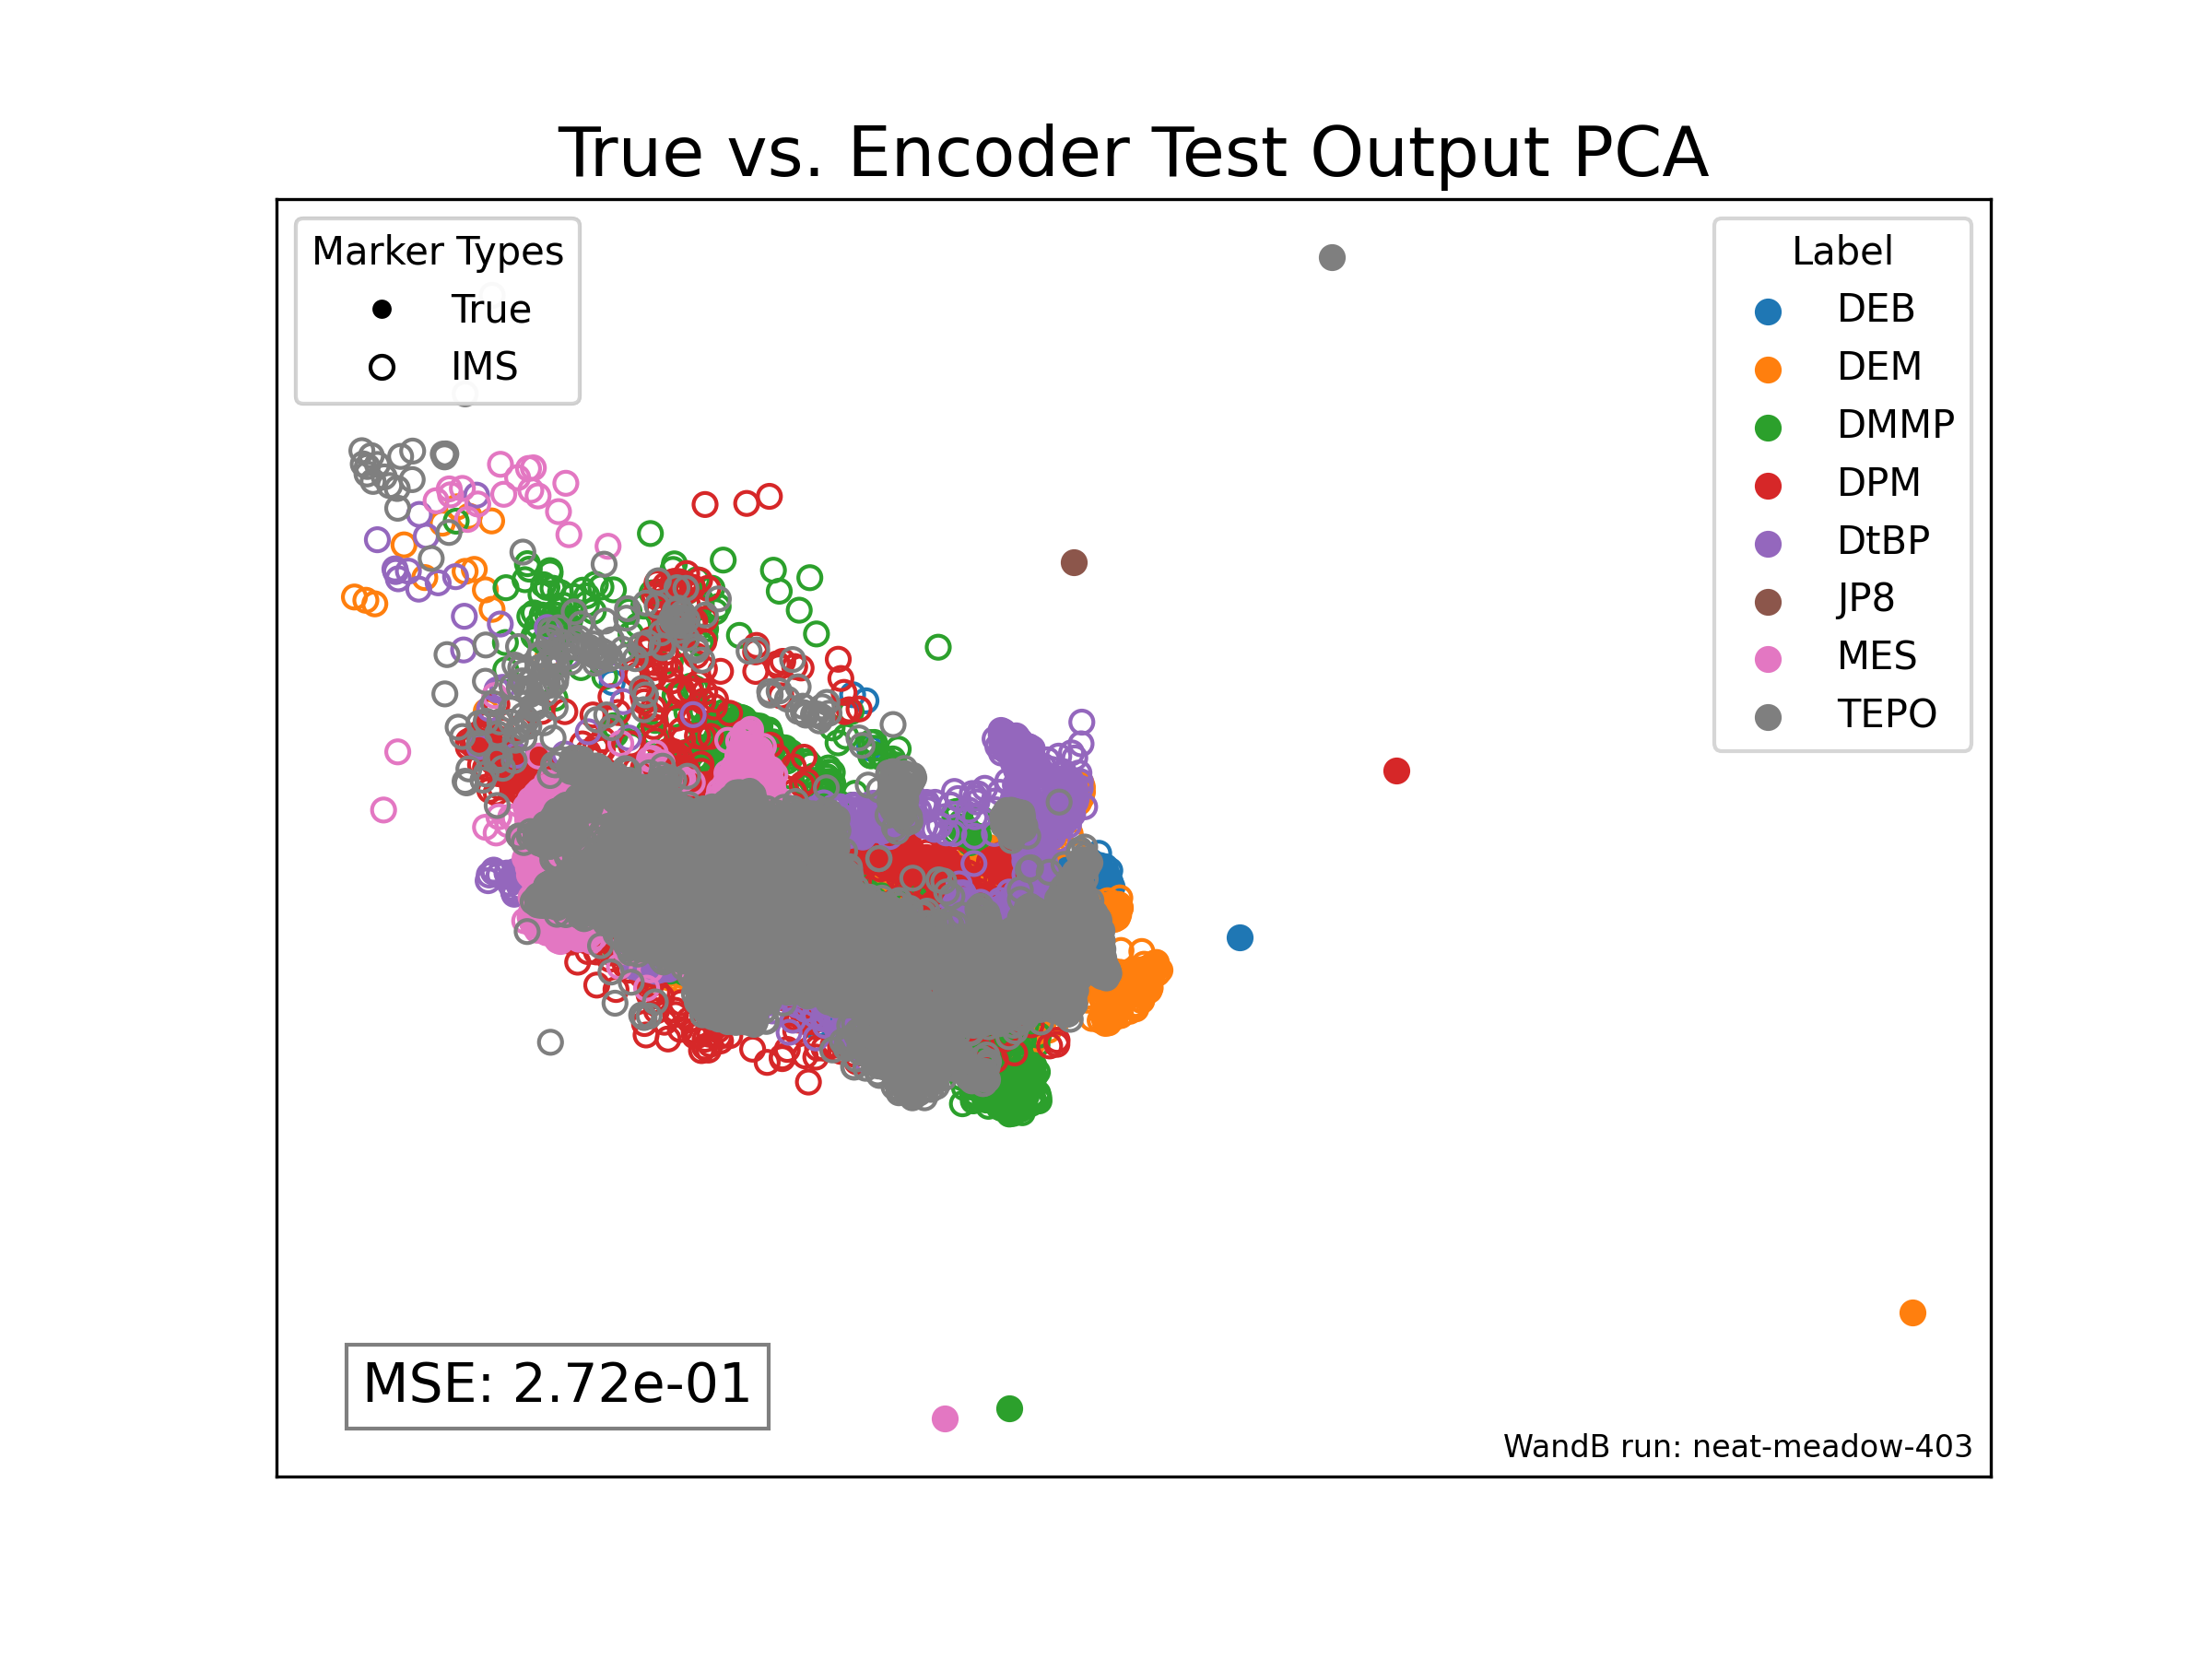 True vs. Encoder Test Output PCA
Marker Types
True
IMS
Label
DEB
DEM
DMMP
DPM
DtBP
JP8
MES
TEPO
MSE: 2.72e-01
WandB run: neat-meadow-403